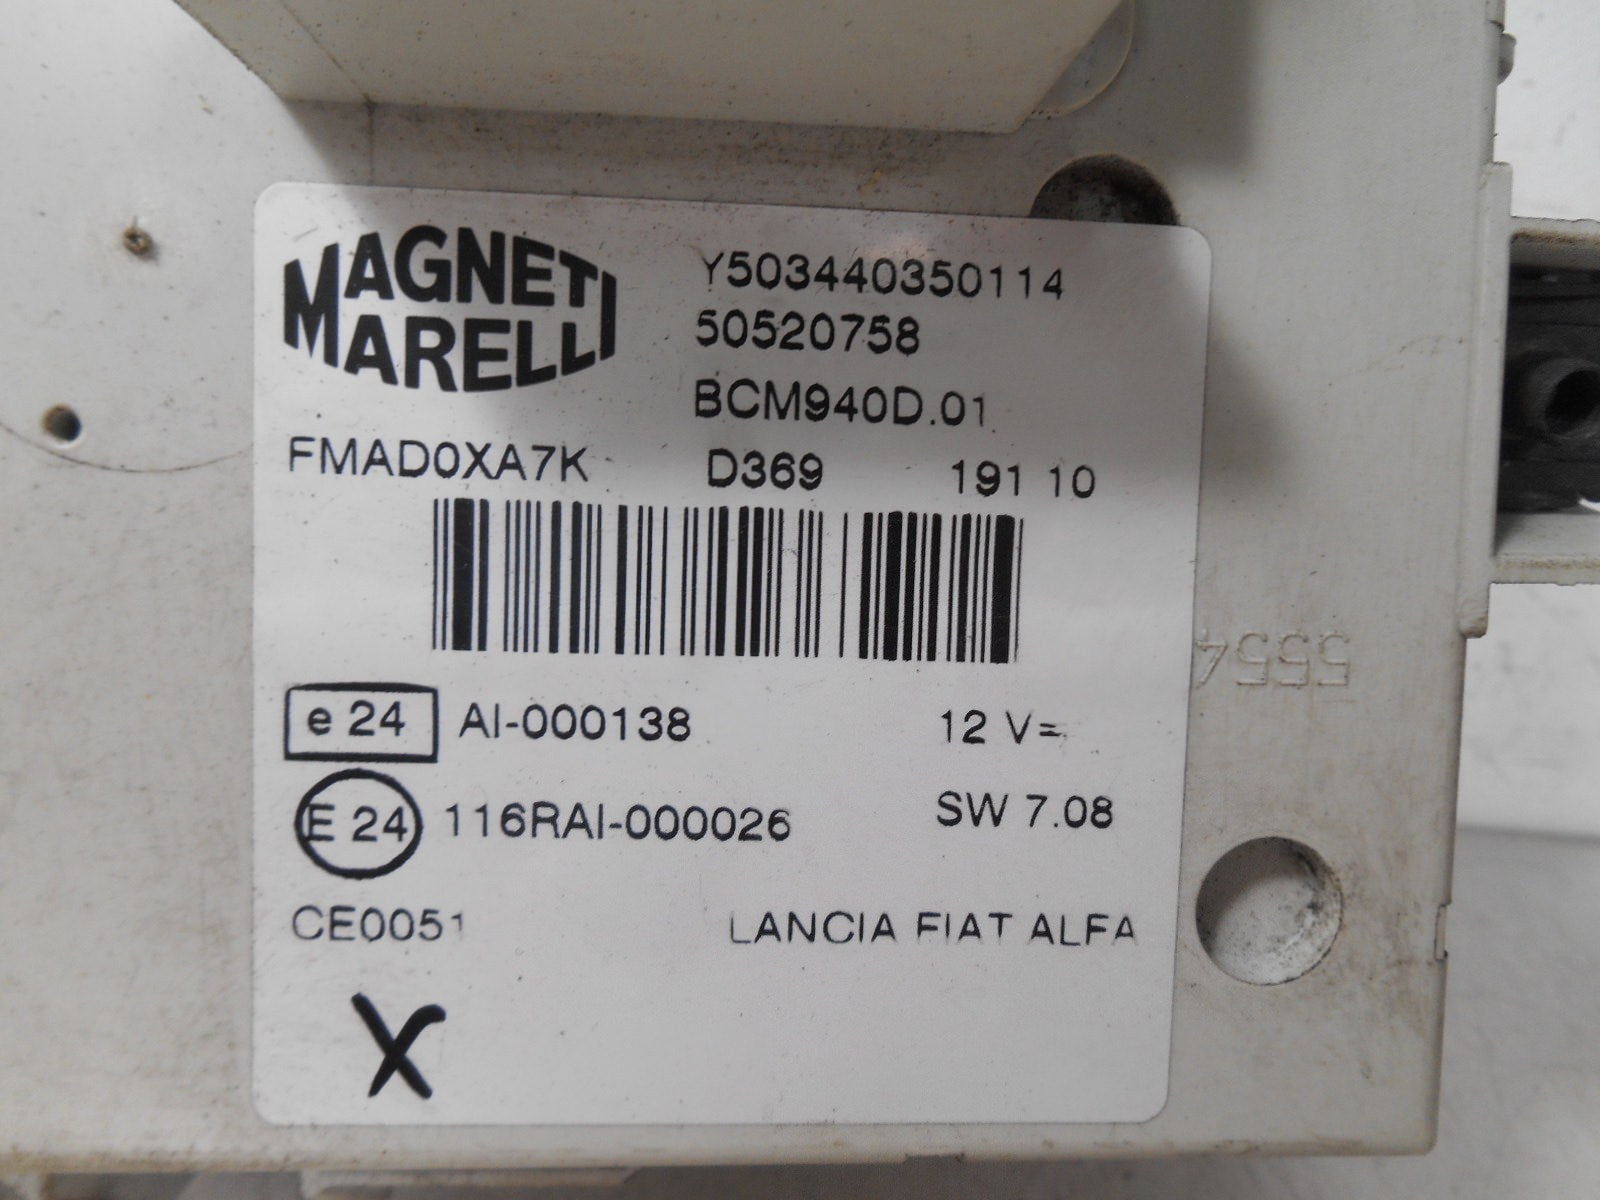 MAGNETI
MARELLI
Y503440350114
50520758
BCM940D.01
FMAD0XA7K D369 191 10
e 24 AI-000138 12 V=
E 24 116RAI-000026 SW 7.08
CE0051 LANCIA FIAT ALFA
X
5554